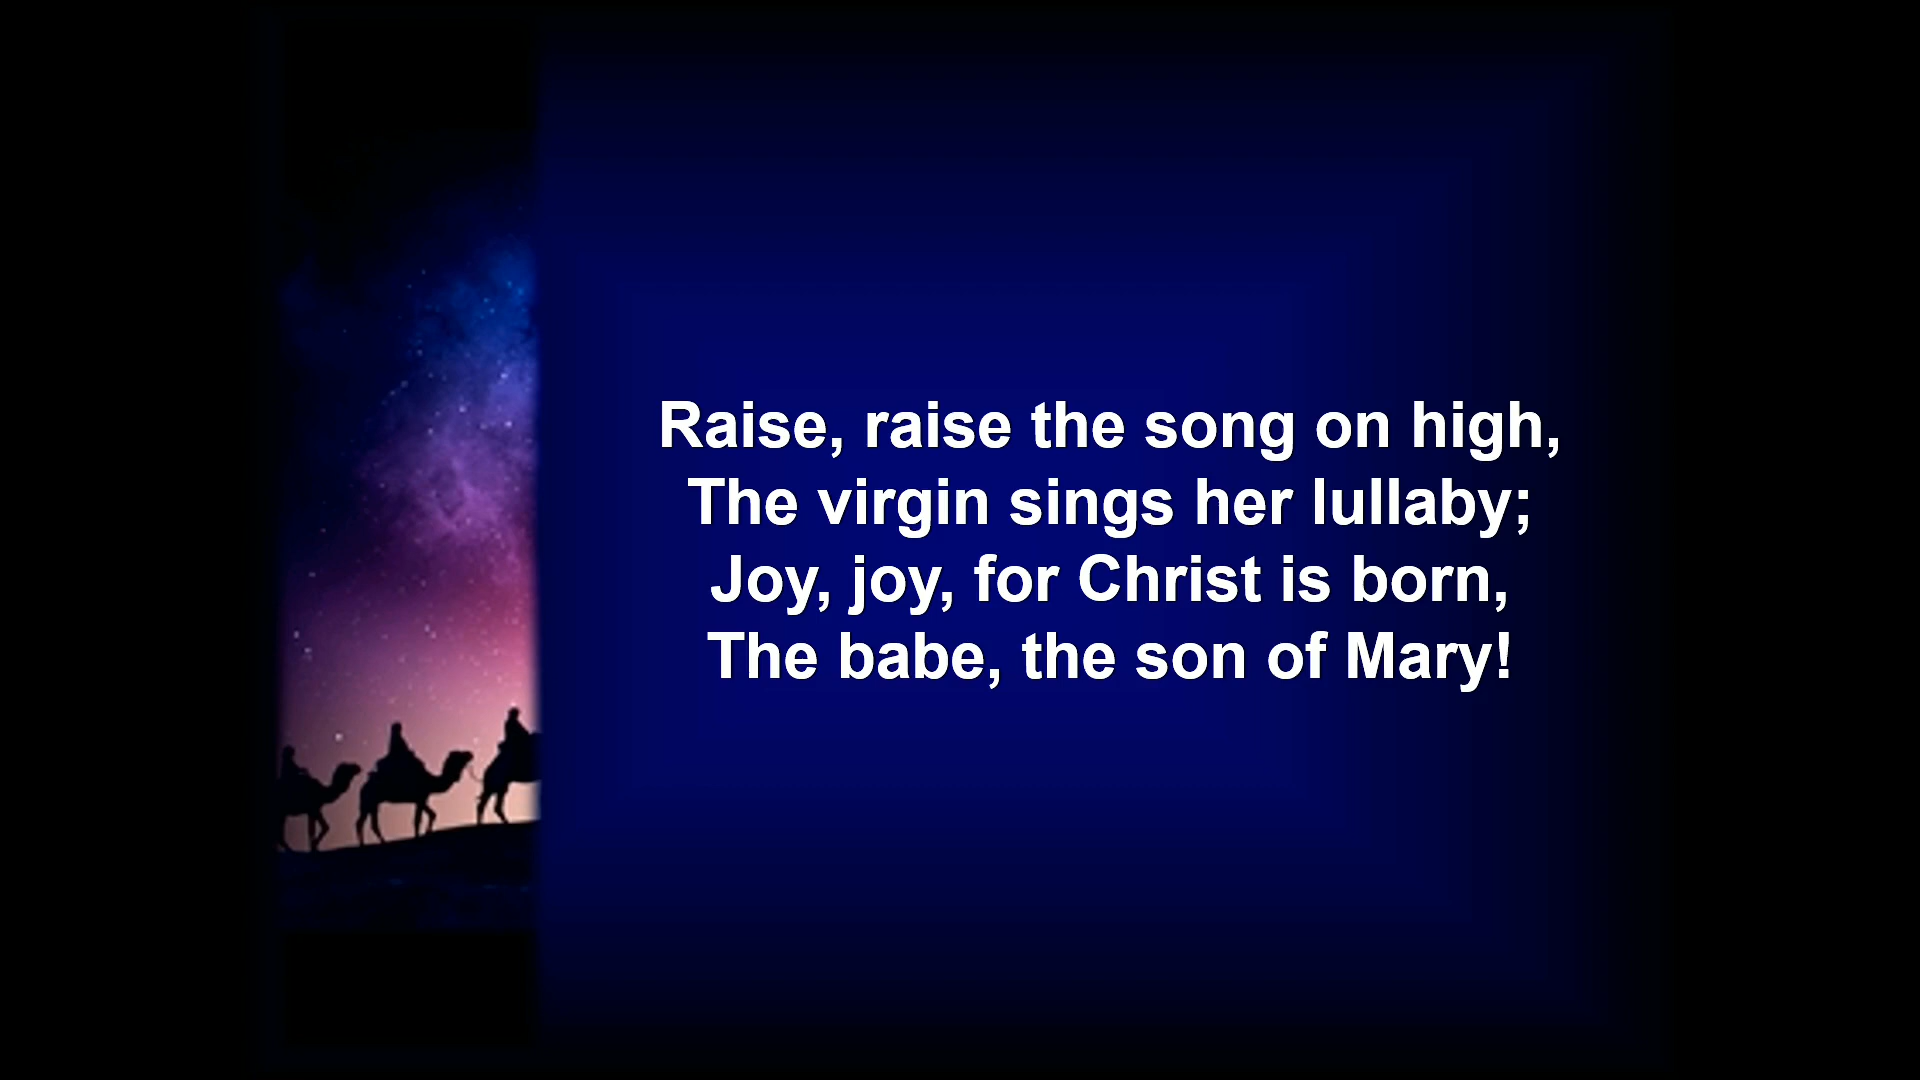 Raise, raise the song on high,
The virgin sings her lullaby;
Joy, joy, for Christ is born,
The babe, the son of Mary!